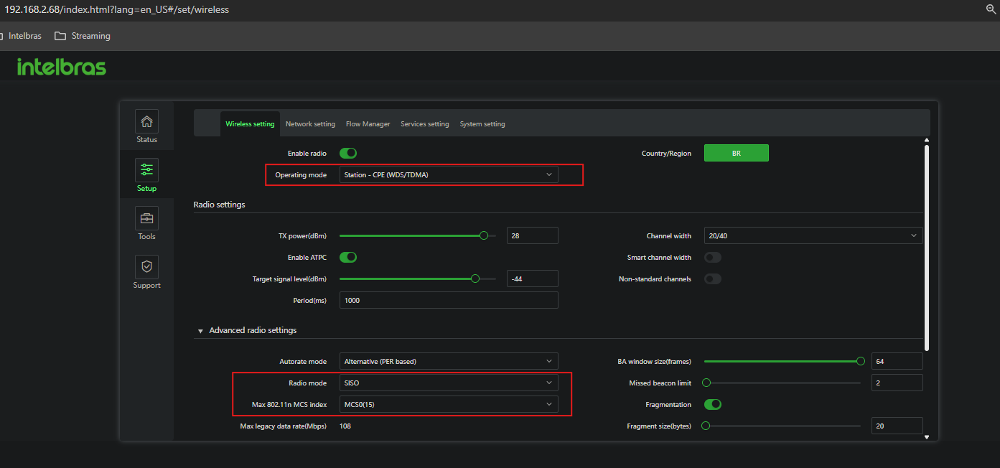 192.168.2.68/index.html?lang=en_US#/set/wireless
Intelbras Streaming
intelbras
Status
Setup
Tools
Support
Wireless setting Network setting Flow Manager Services setting System setting
Enable radio Country/Region BR
Operating mode Station - CPE (WDS/TDMA)
Radio settings
TX power(dBm) 28 Channel width 20/40
Enable ATPC Smart channel width
Target signal level(dBm) -44 Non-standard channels
Period(ms) 1000
Advanced radio settings
Autorate mode Alternative (PER based) BA window size(frames) 64
Radio mode SISO Missed beacon limit 2
Max 802.11n MCS index MCS0(15) Fragmentation
Max legacy data rate(Mbps) 108 Fragment size(bytes) 20